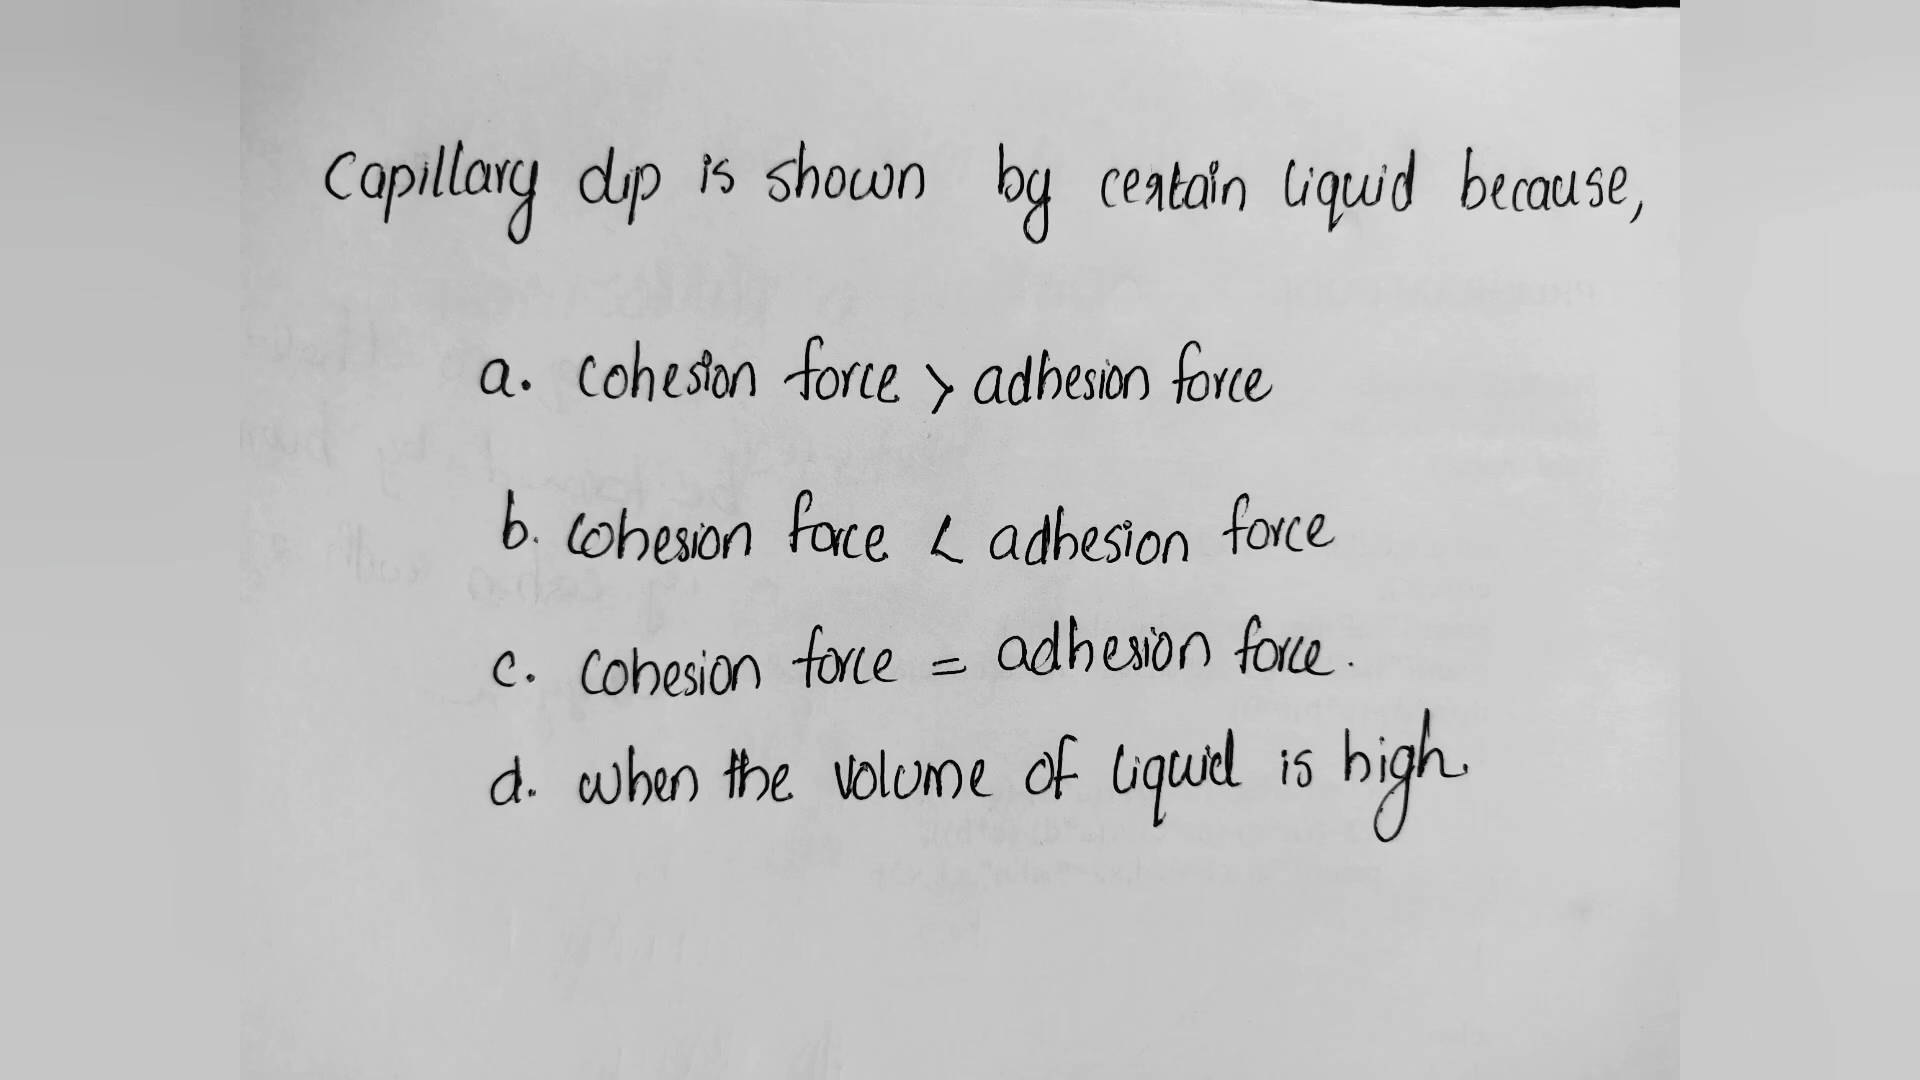 Capillary dip is shown by certain liquid because,
a. cohesion force > adhesion force
b. cohesion force < adhesion force
c. cohesion force = adhesion force.
d. when the volume of liquid is high.